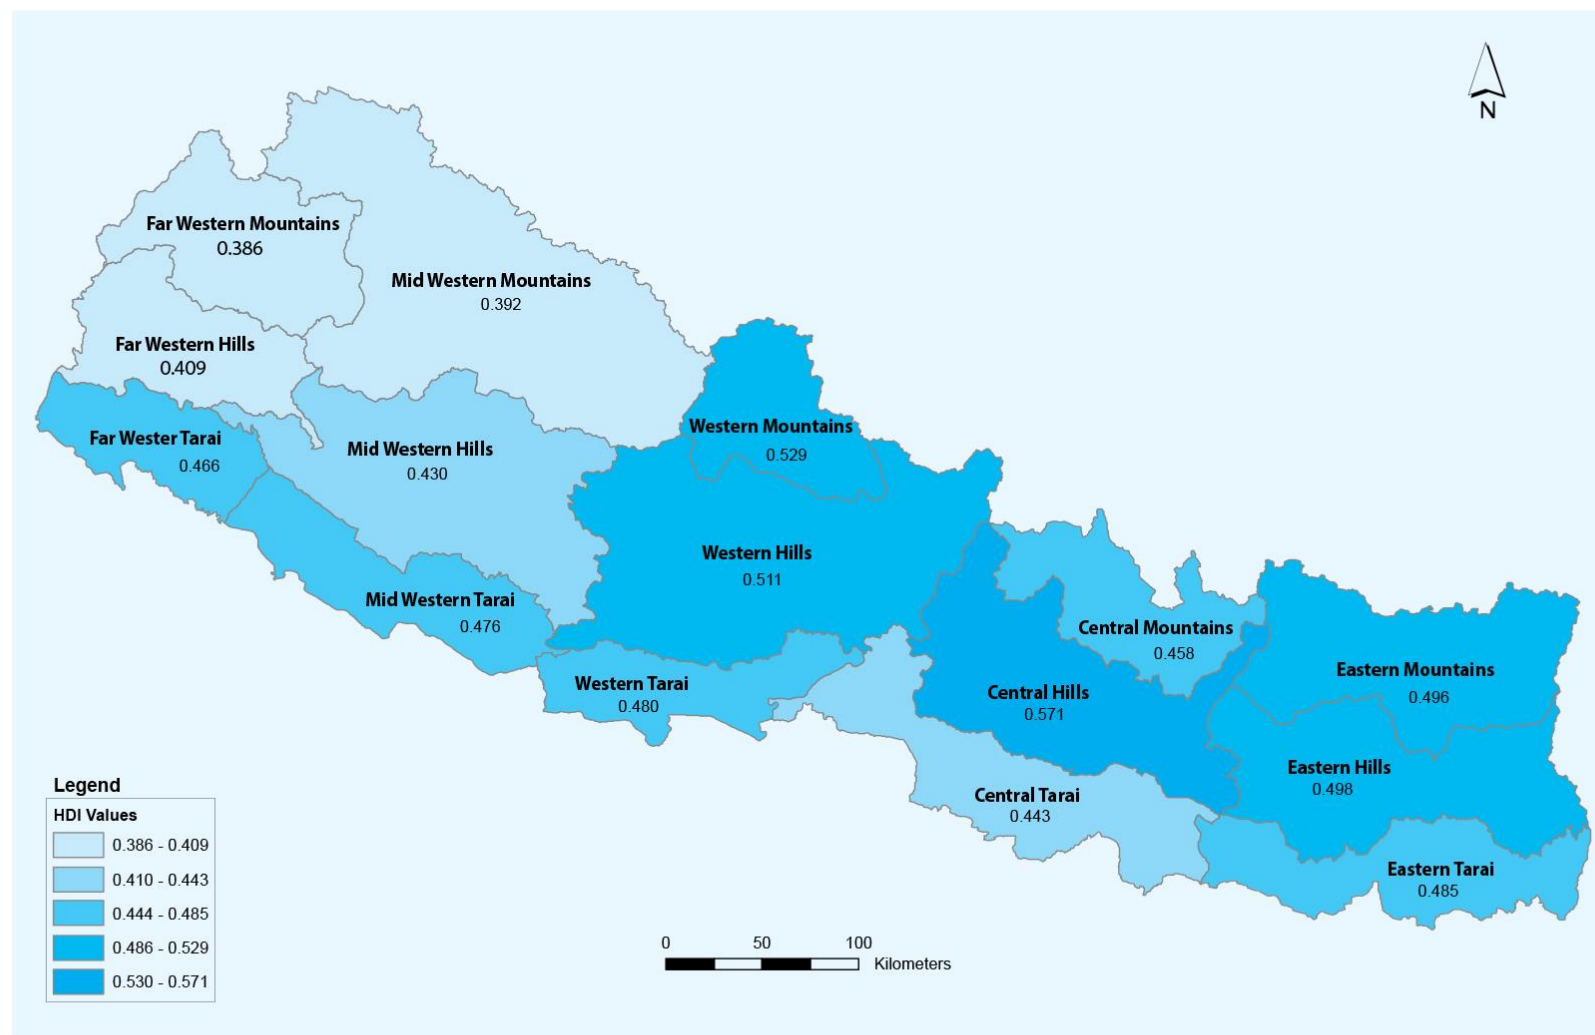 N
Far Western Mountains
0.386
Mid Western Mountains
0.392
Far Western Hills
0.409
Western Mountains
0.529
Far Wester Tarai
0.466
Mid Western Hills
0.430
Western Hills
0.511
Mid Western Tarai
0.476
Central Mountains
0.458
Eastern Mountains
0.496
Western Tarai
0.480
Central Hills
0.571
Eastern Hills
0.498
Central Tarai
0.443
Eastern Tarai
0.485
Legend
HDI Values
0.386 - 0.409
0.410 - 0.443
0.444 - 0.485
0.486 - 0.529
0.530 - 0.571
0 50 100
Kilometers